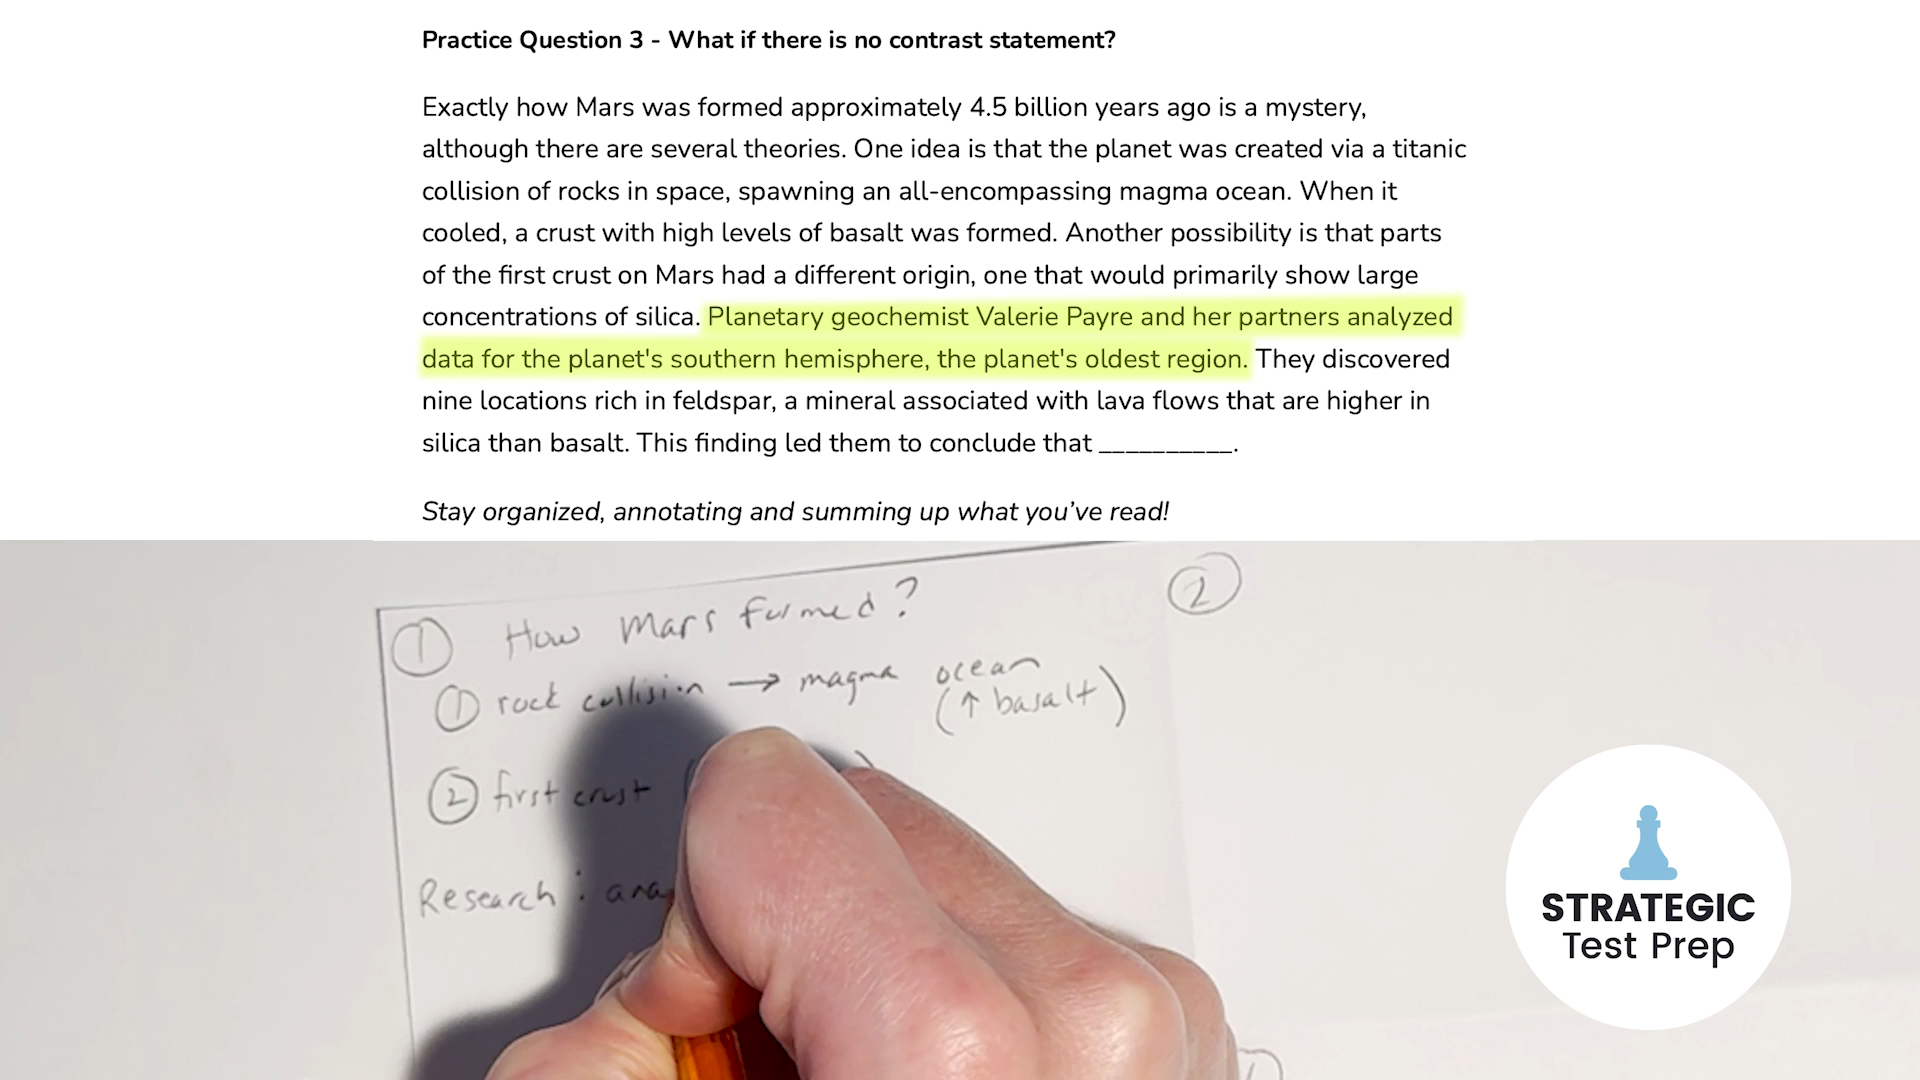 Practice Question 3 - What if there is no contrast statement?
Exactly how Mars was formed approximately 4.5 billion years ago is a mystery,
although there are several theories. One idea is that the planet was created via a titanic
collision of rocks in space, spawning an all-encompassing magma ocean. When it
cooled, a crust with high levels of basalt was formed. Another possibility is that parts
of the first crust on Mars had a different origin, one that would primarily show large
concentrations of silica. Planetary geochemist Valerie Payre and her partners analyzed
data for the planet's southern hemisphere, the planet's oldest region. They discovered
nine locations rich in feldspar, a mineral associated with lava flows that are higher in
silica than basalt. This finding led them to conclude that __________.
Stay organized, annotating and summing up what you've read!
① How Mars formed?
① rock collision → magma ocean
(↑ basalt)
② first crust (
Research: ana
②
STRATEGIC
Test Prep